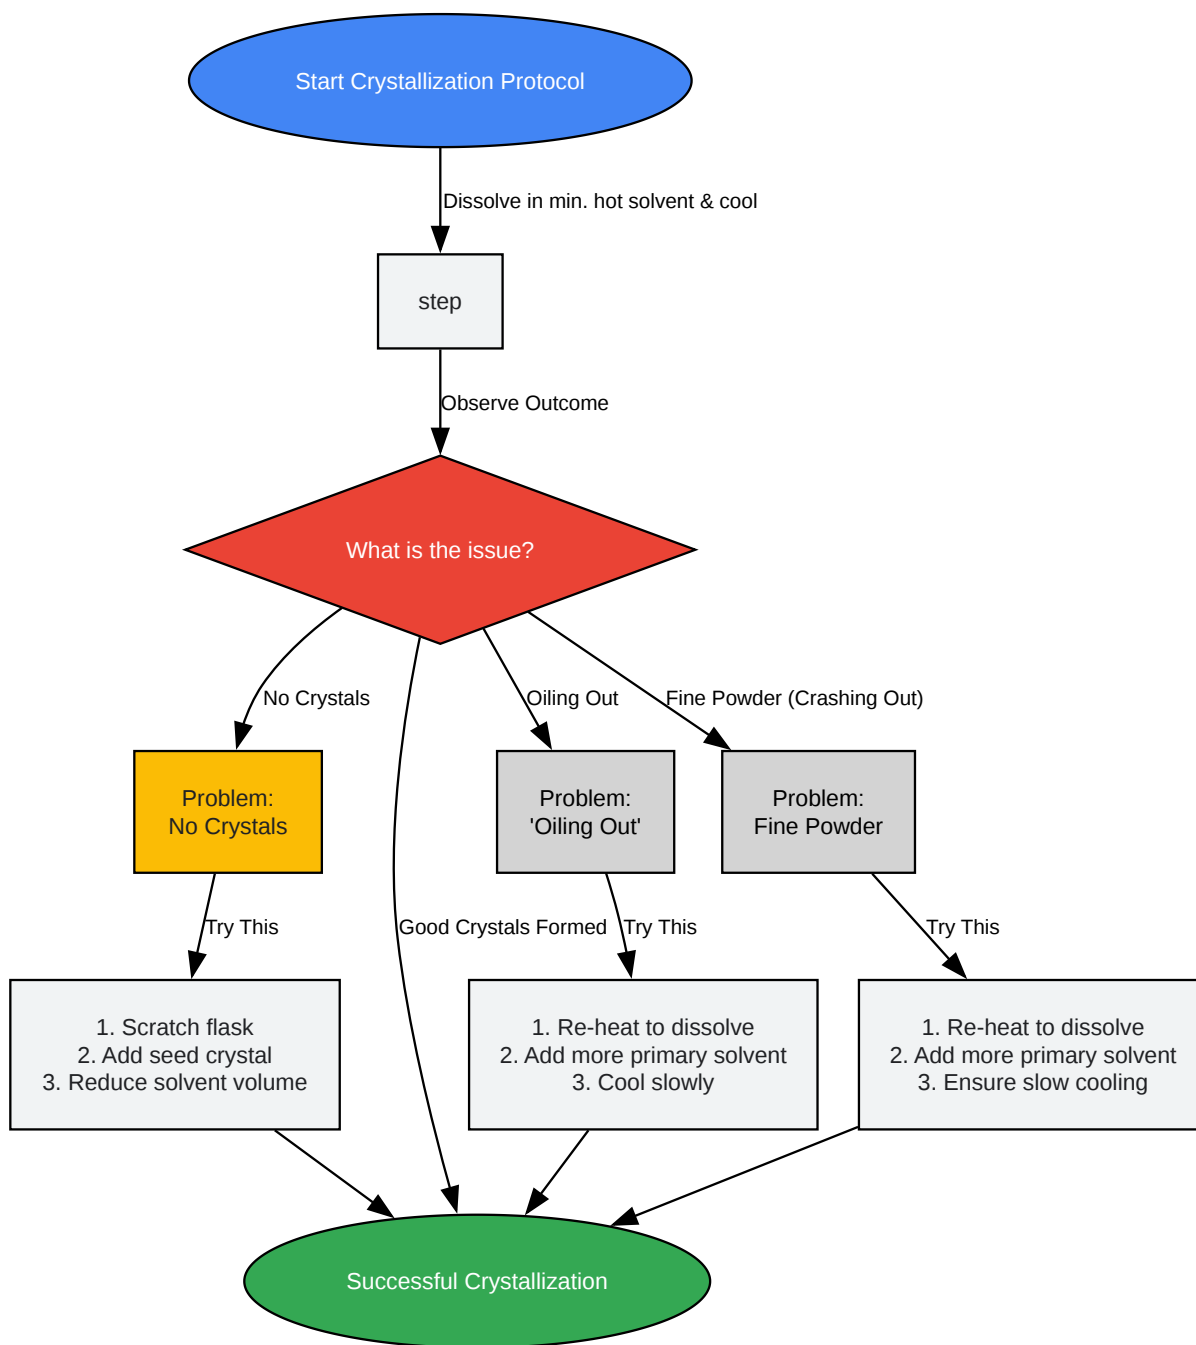 Start Crystallization Protocol
Dissolve in min. hot solvent & cool
step
Observe Outcome
What is the issue?
No Crystals
Oiling Out
Fine Powder (Crashing Out)
Problem:
No Crystals
Problem:
'Oiling Out'
Problem:
Fine Powder
Try This
Good Crystals Formed
Try This
Try This
1. Scratch flask
2. Add seed crystal
3. Reduce solvent volume
1. Re-heat to dissolve
2. Add more primary solvent
3. Cool slowly
1. Re-heat to dissolve
2. Add more primary solvent
3. Ensure slow cooling
Successful Crystallization